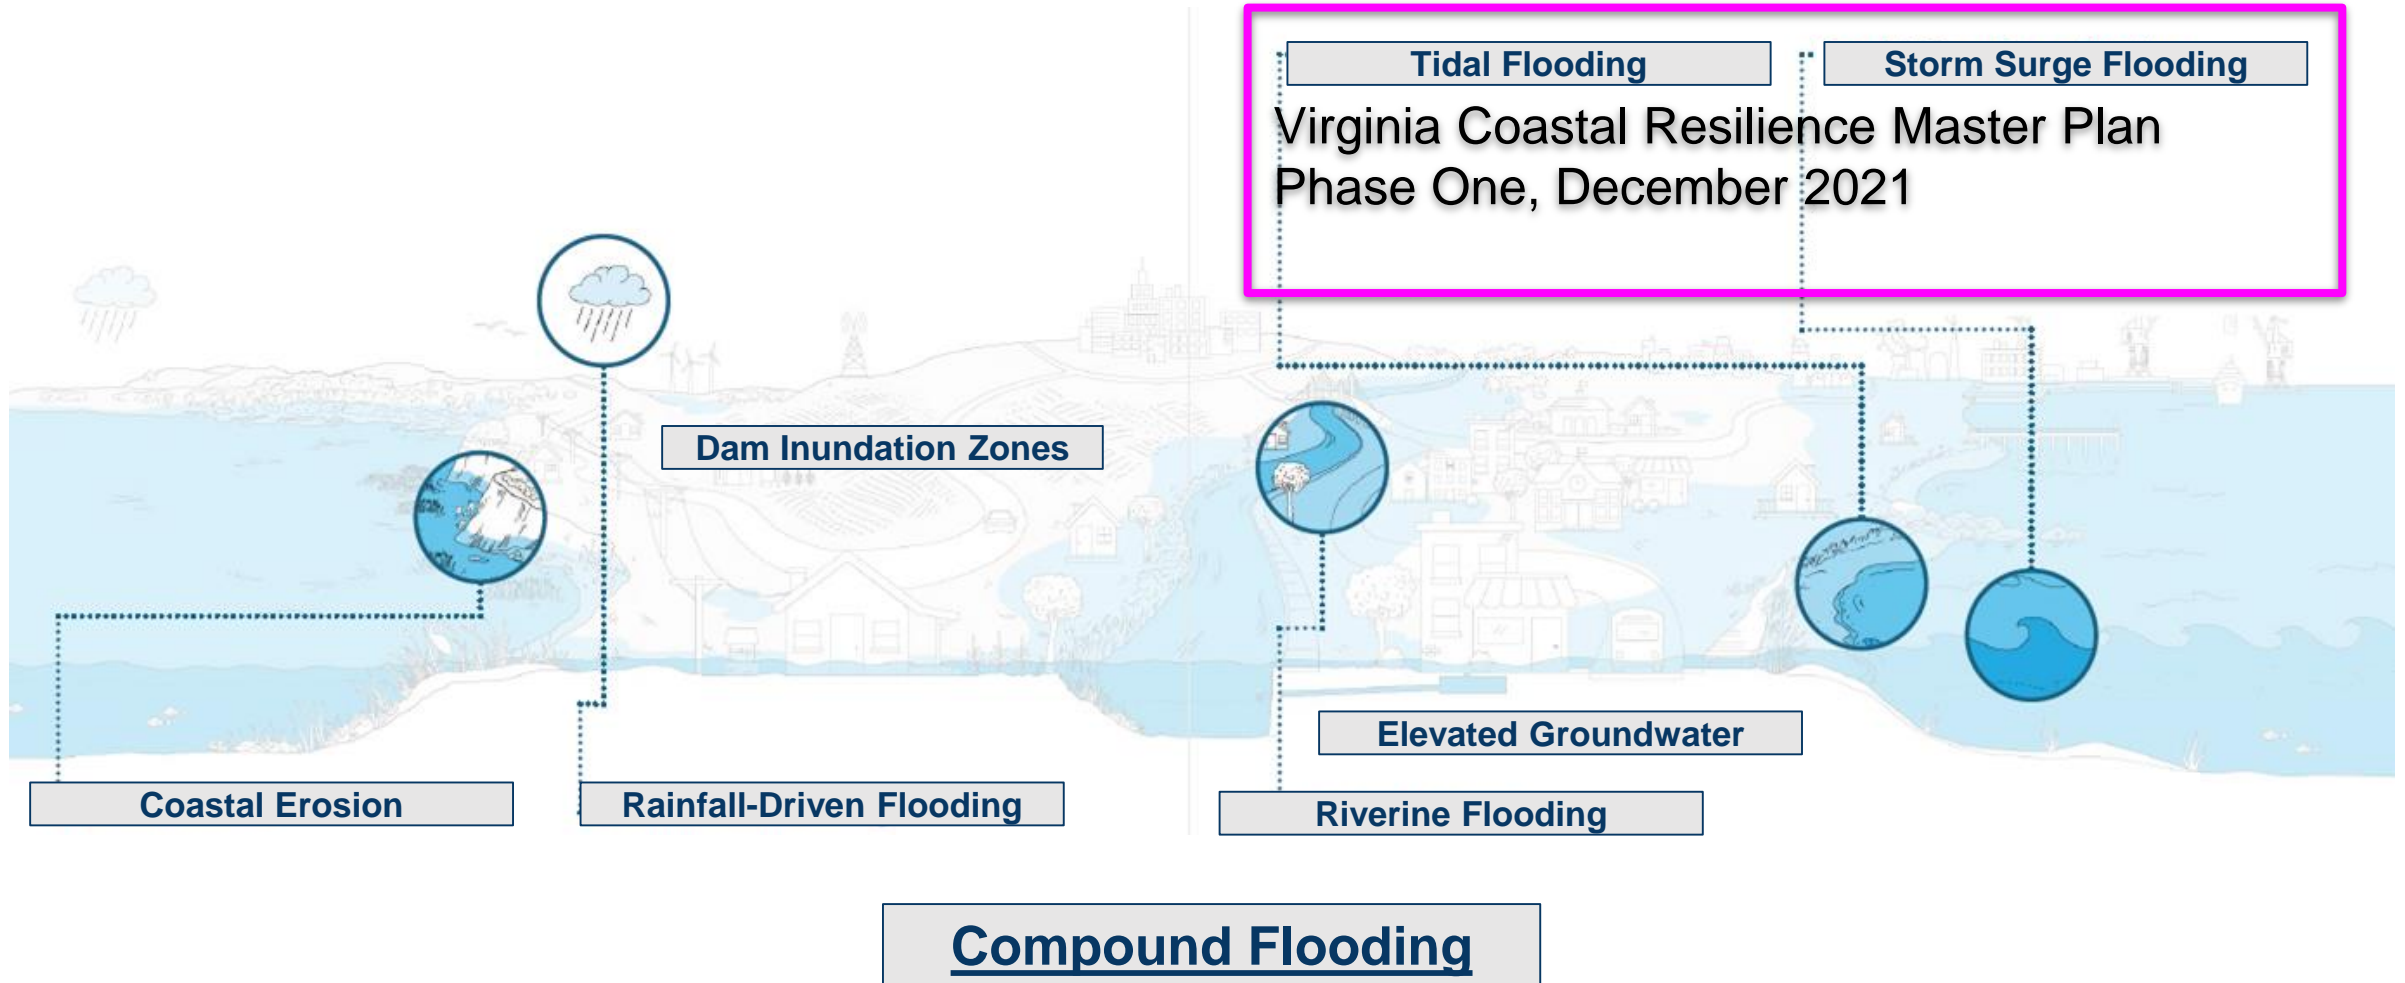 Tidal Flooding
Storm Surge Flooding
Virginia Coastal Resilience Master Plan
Phase One, December 2021
Dam Inundation Zones
Elevated Groundwater
Coastal Erosion
Rainfall-Driven Flooding
Riverine Flooding
Compound Flooding